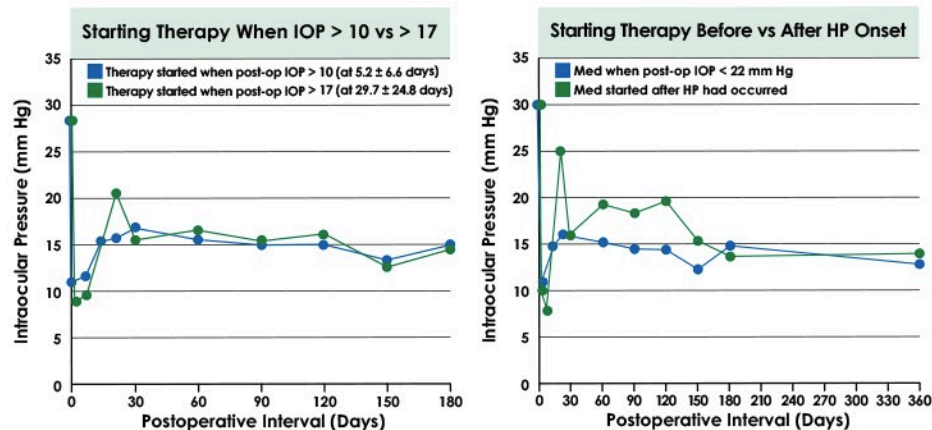 Starting Therapy When IOP > 10 vs > 17
Intraocular Pressure (mm Hg)
35
30
25
20
15
10
5
0
Therapy started when post-op IOP > 10 (at 5.2 ± 6.6 days)
Therapy started when post-op IOP > 17 (at 29.7 ± 24.8 days)
0 30 60 90 120 150 180
Postoperative Interval (Days)
Starting Therapy Before vs After HP Onset
Intraocular Pressure (mm Hg)
35
30
25
20
15
10
5
0
Med when post-op IOP < 22 mm Hg
Med started after HP had occurred
0 30 60 90 120 150 180 210 240 270 300 330 360
Postoperative Interval (Days)